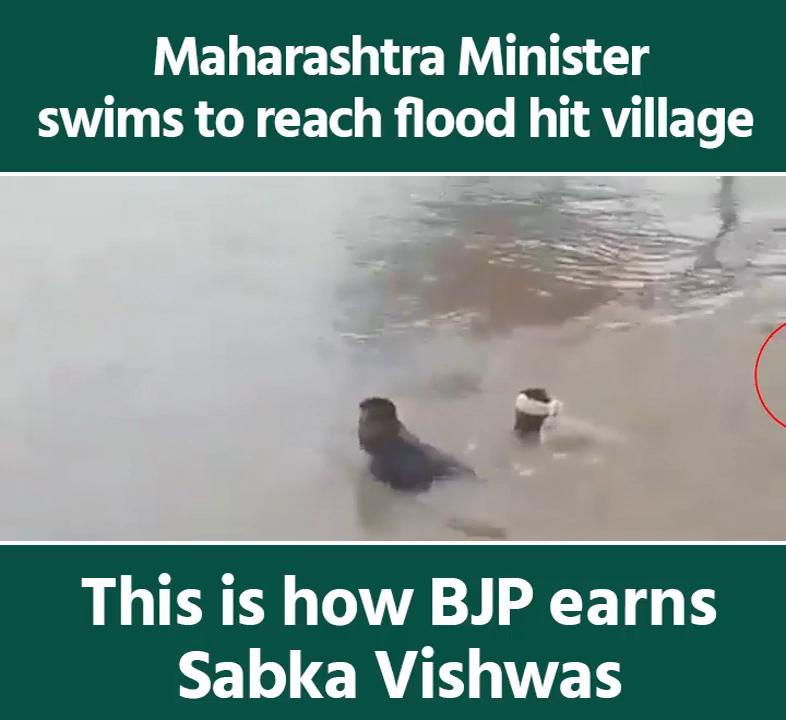 Maharashtra Minister
swims to reach flood hit village
This is how BJP earns
Sabka Vishwas